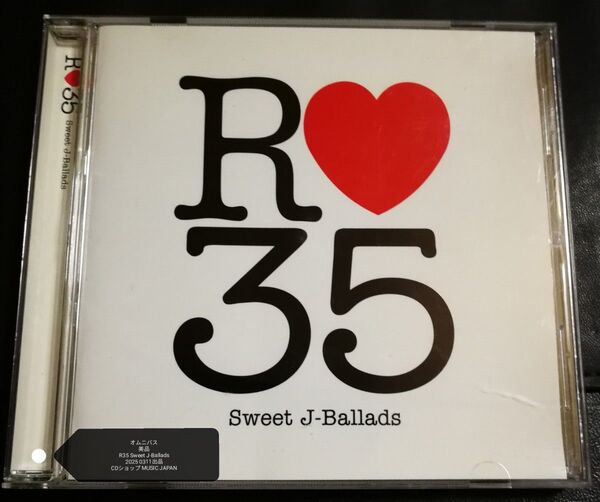 R♥35 Sweet J-Ballads
R♥
35
Sweet J-Ballads
オムニバス
美品
R35 Sweet J-Ballads
2025 0311出品
CDショップ MUSIC JAPAN